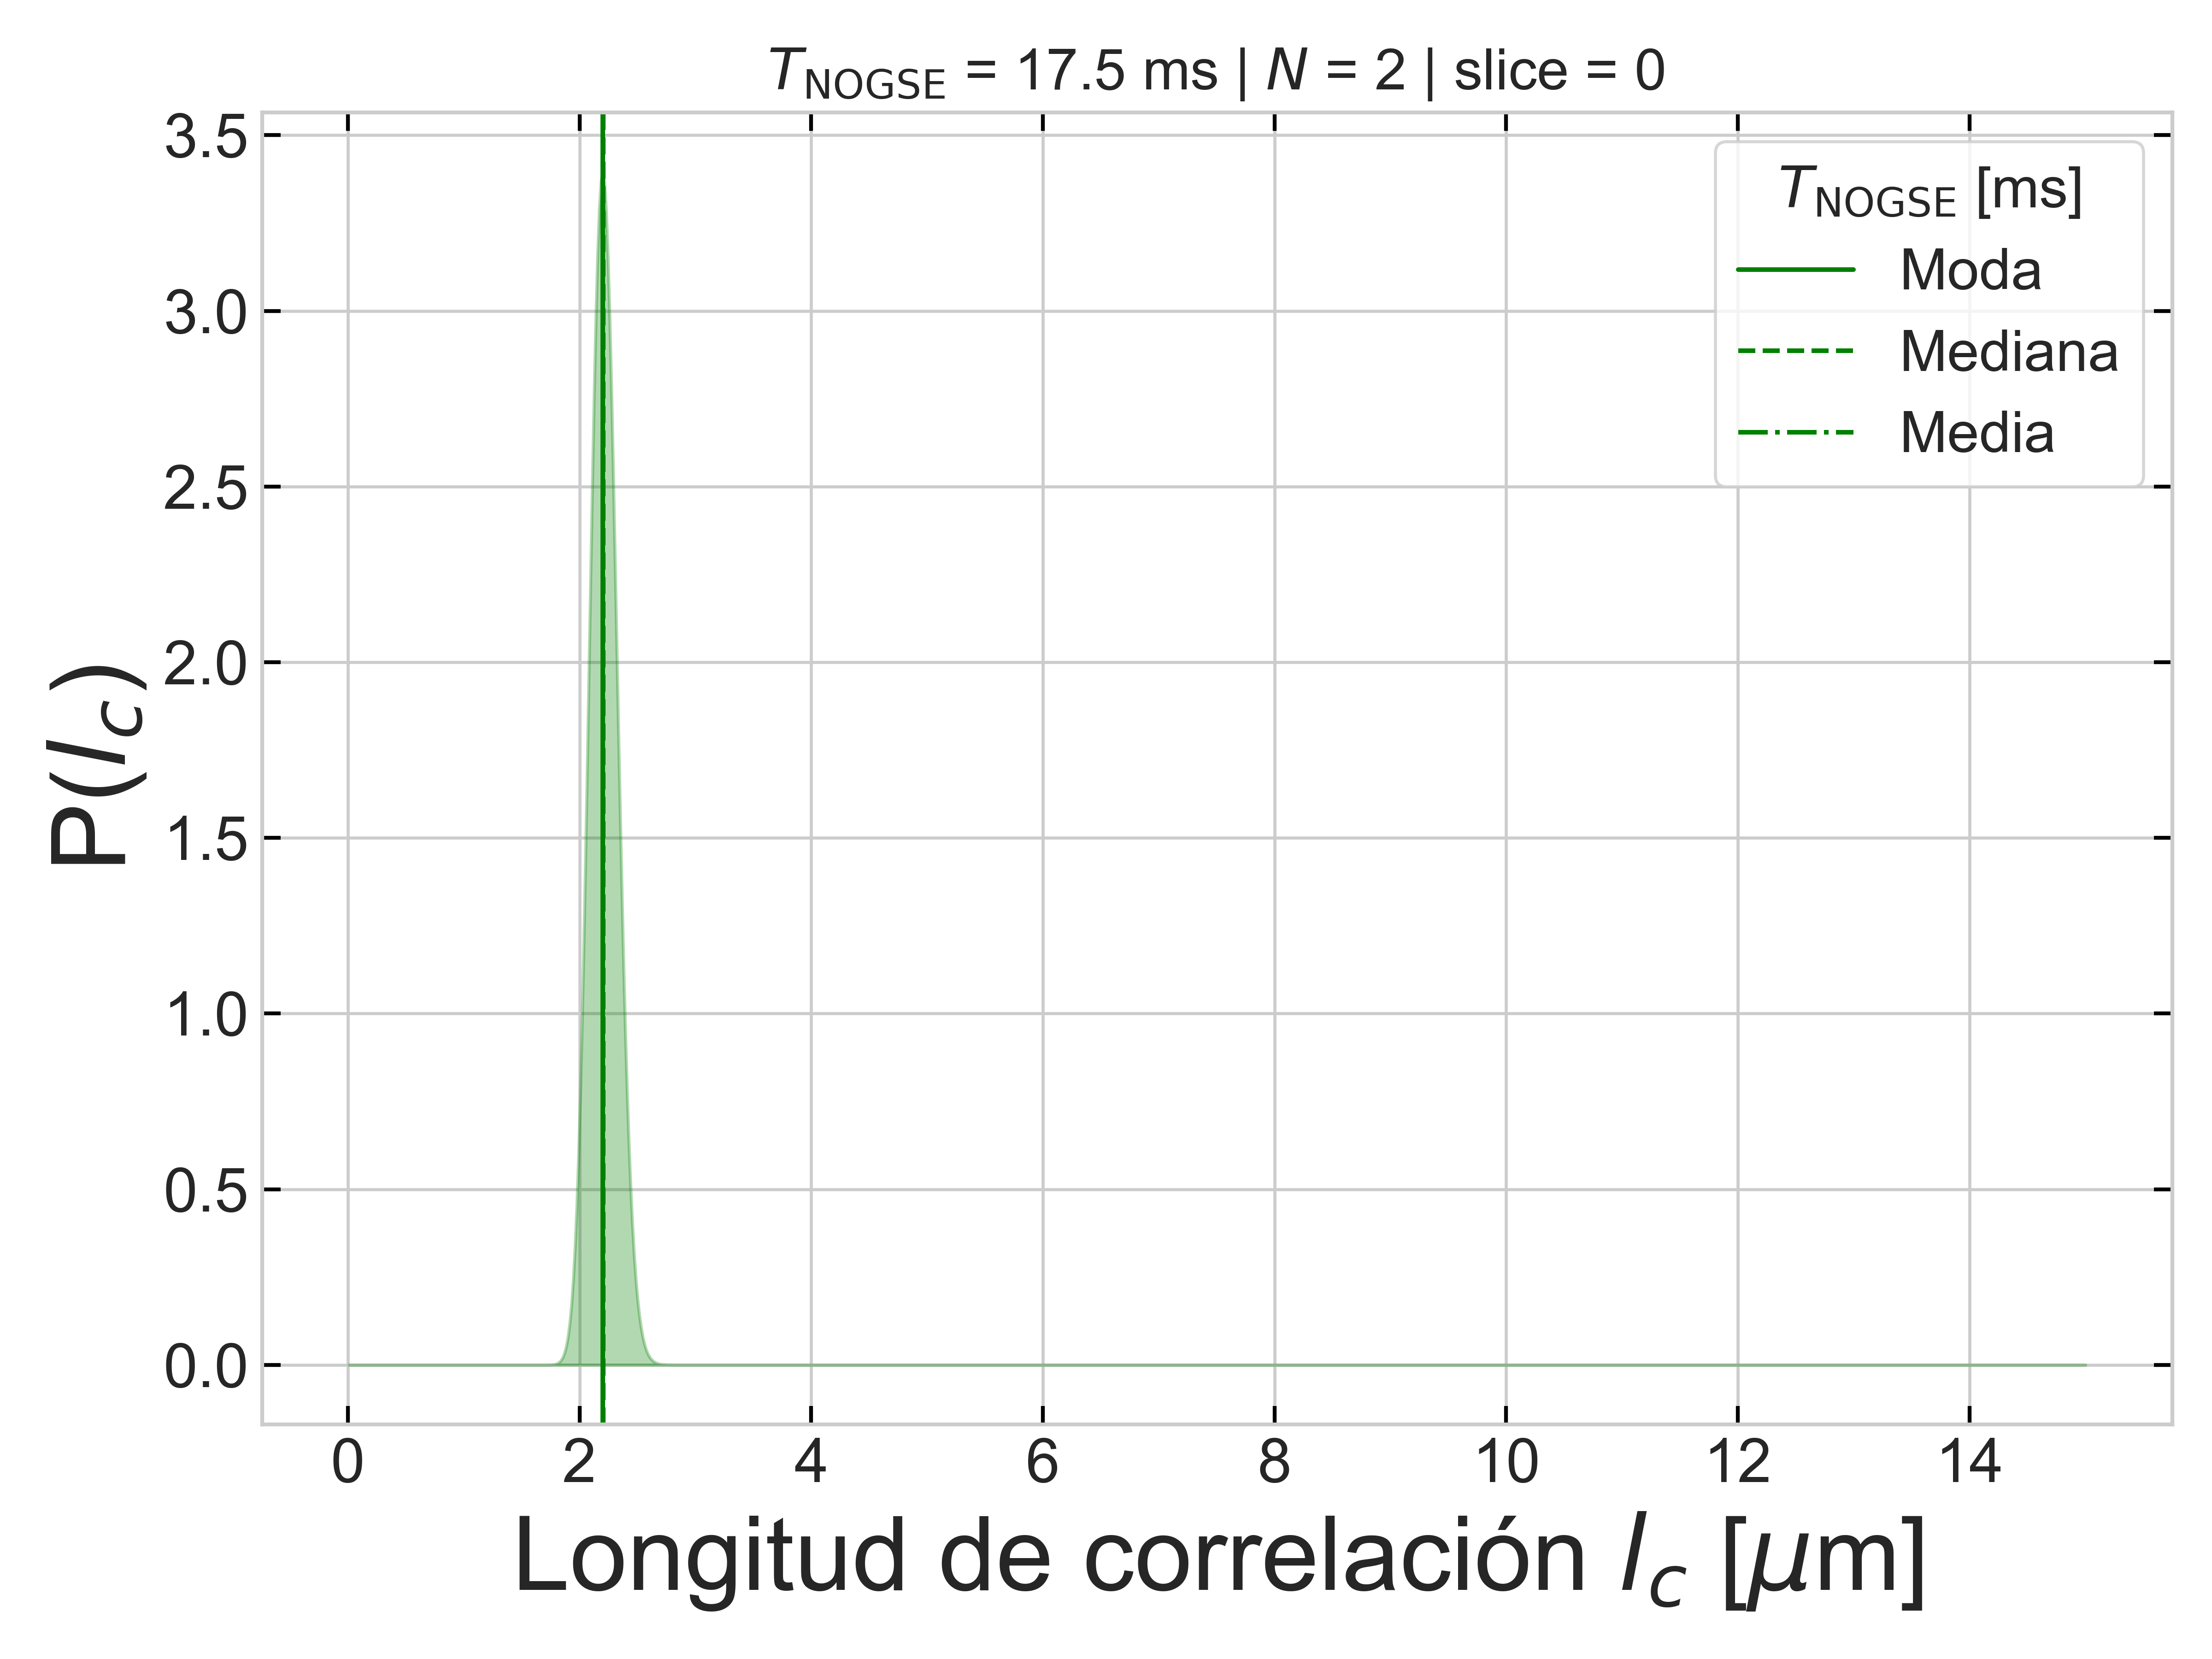 T_NOGSE = 17.5 ms | N = 2 | slice = 0
T_NOGSE [ms]
Moda
Mediana
Media
P(l_c)
3.5
3.0
2.5
2.0
1.5
1.0
0.5
0.0
0 2 4 6 8 10 12 14
Longitud de correlación l_c [μm]